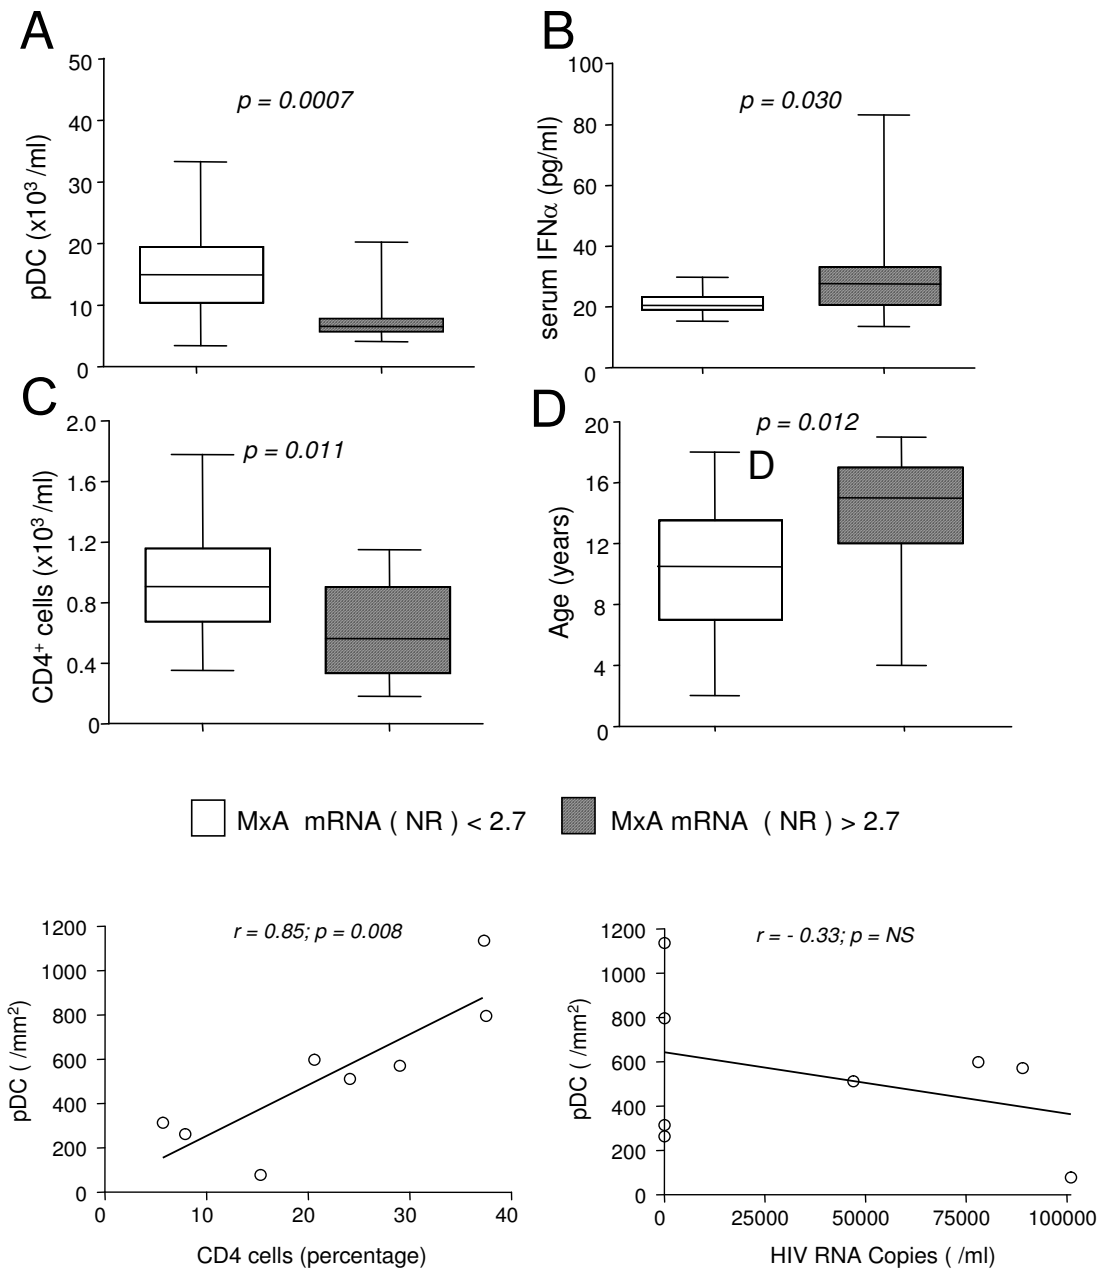 A
50
40
30
20
10
0
pDC (x10³ /ml)
p = 0.0007
B
100
80
60
40
20
0
serum IFNα (pg/ml)
p = 0.030
C
2.0
1.6
1.2
0.8
0.4
0
CD4⁺ cells (x10³ /ml)
p = 0.011
D
20
16
12
8
4
0
Age (years)
p = 0.012
D
MxA mRNA ( NR ) < 2.7
MxA mRNA ( NR ) > 2.7
1200
1000
800
600
400
200
0
pDC ( /mm²)
r = 0.85; p = 0.008
0 10 20 30 40
CD4 cells (percentage)
1200
1000
800
600
400
200
0
pDC ( /mm²)
r = - 0.33; p = NS
0 25000 50000 75000 100000
HIV RNA Copies ( /ml)